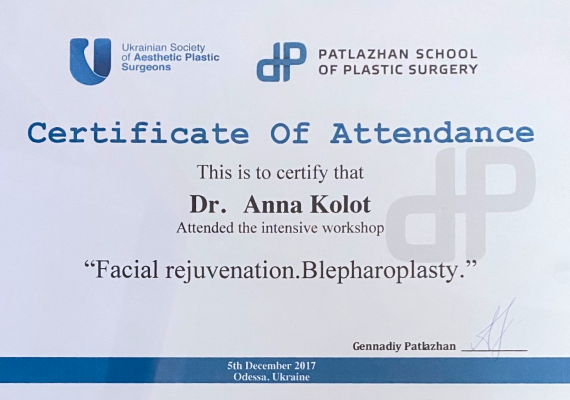 Ukrainian Society
of Aesthetic Plastic
Surgeons
dP
PATLAZHAN SCHOOL
OF PLASTIC SURGERY
Certificate Of Attendance
This is to certify that
Dr. Anna Kolot
Attended the intensive workshop
“Facial rejuvenation.Blepharoplasty.”
Gennadiy Patlazhan
5th December 2017
Odessa. Ukraine